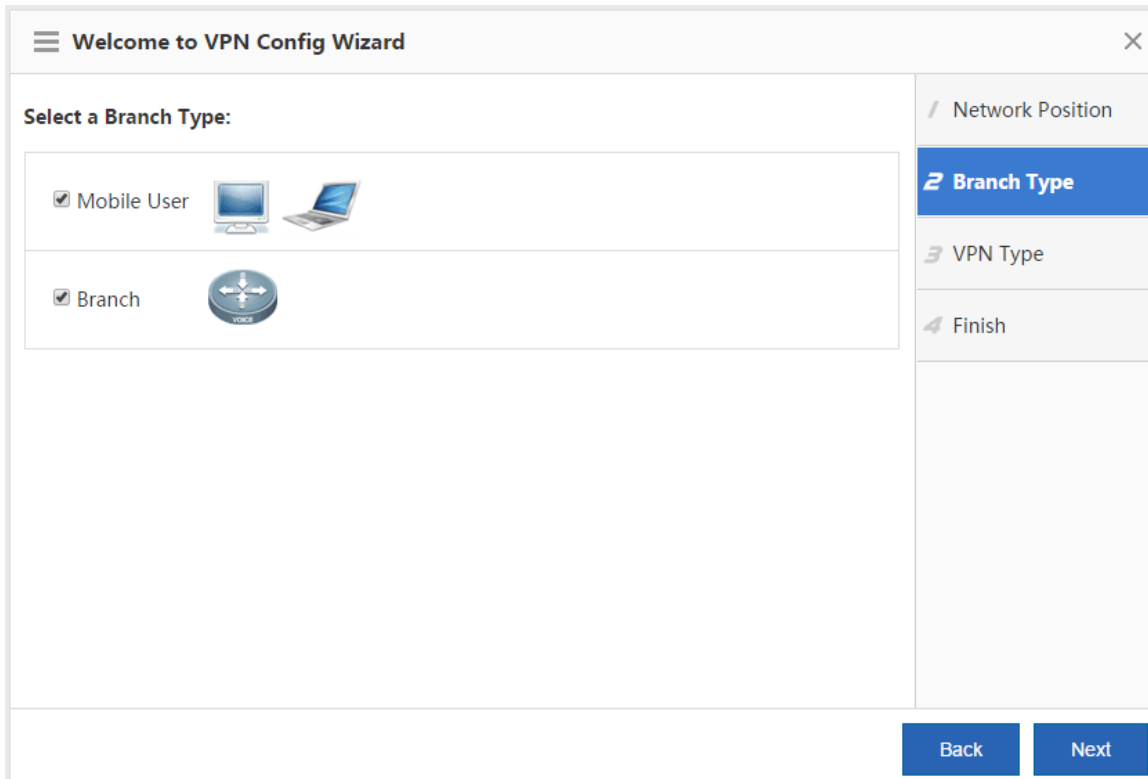 Welcome to VPN Config Wizard
Select a Branch Type:
Mobile User
Branch
VOICE
1 Network Position
2 Branch Type
3 VPN Type
4 Finish
Back
Next